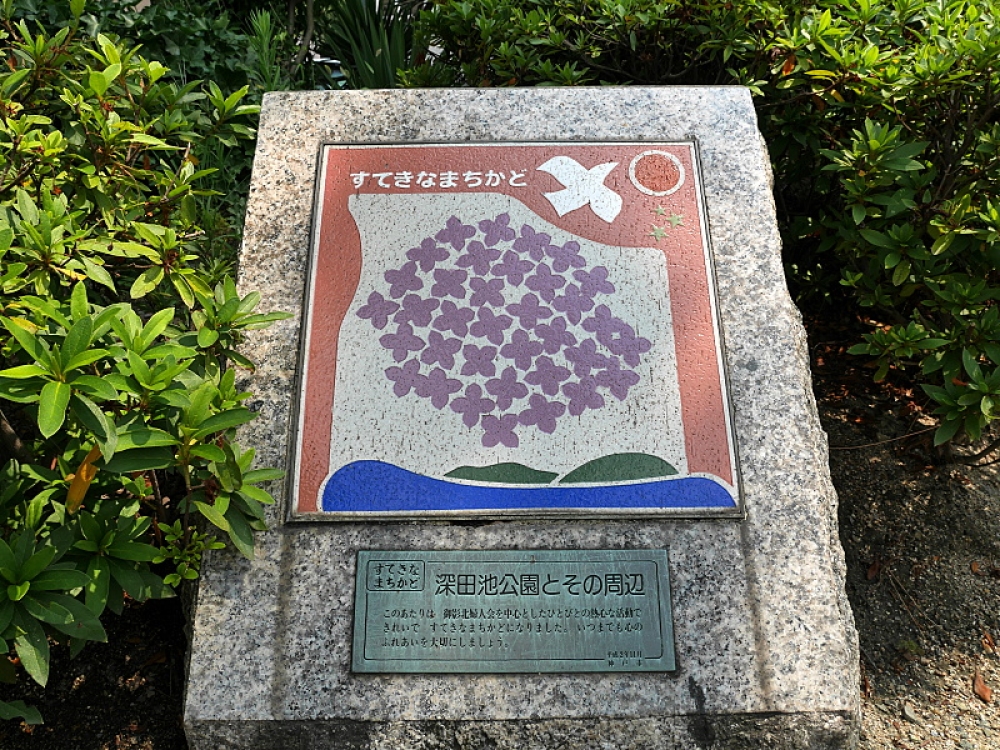 すてきなまちかど
すてきな
まちかど
深田池公園とその周辺
このあたりは 御影北婦人会を中心としたひとびとの熱心な活動で
きれいで すてきなまちかどになりました。 いつまでも心の
ふれあいを大切にしましょう。
神戸市